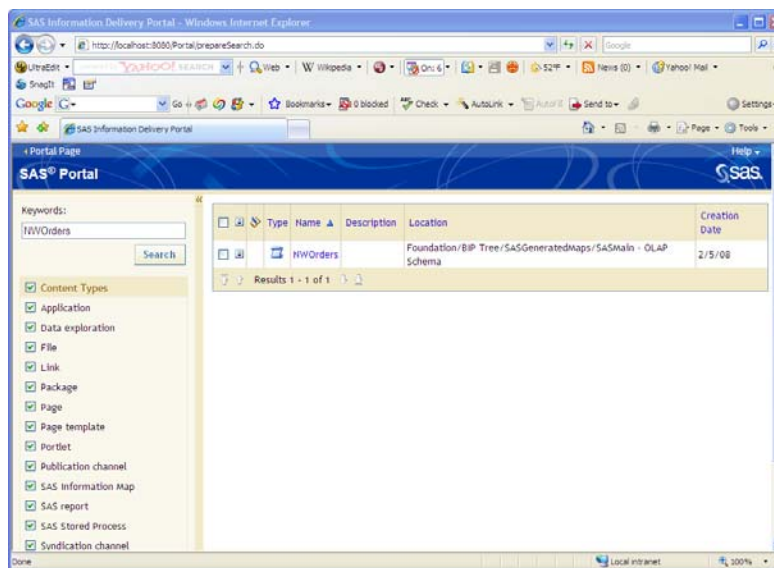 SAS Information Delivery Portal - Windows Internet Explorer
http://localhost:8080/Portal/prepareSearch.do
Google
UltraEdit
YAHOO! SEARCH
Web
Wikipedia
On: 6
52°F
News (0)
Yahoo! Mail
SnagIt
Google
Go
Bookmarks
0 blocked
Check
AutoLink
AutoFill
Send to
Settings
SAS Information Delivery Portal
Page
Tools
Portal Page
Help
SAS® Portal
sas.
Keywords:
NWOrders
Search
Content Types
Application
Data exploration
File
Link
Package
Page
Page template
Portlet
Publication channel
SAS Information Map
SAS report
SAS Stored Process
Syndication channel
Type Name Description Location Creation Date
NWOrders Foundation/BIP Tree/SASGeneratedMaps/SASMain - OLAP Schema 2/5/08
Results 1 - 1 of 1
Done
Local intranet
100%